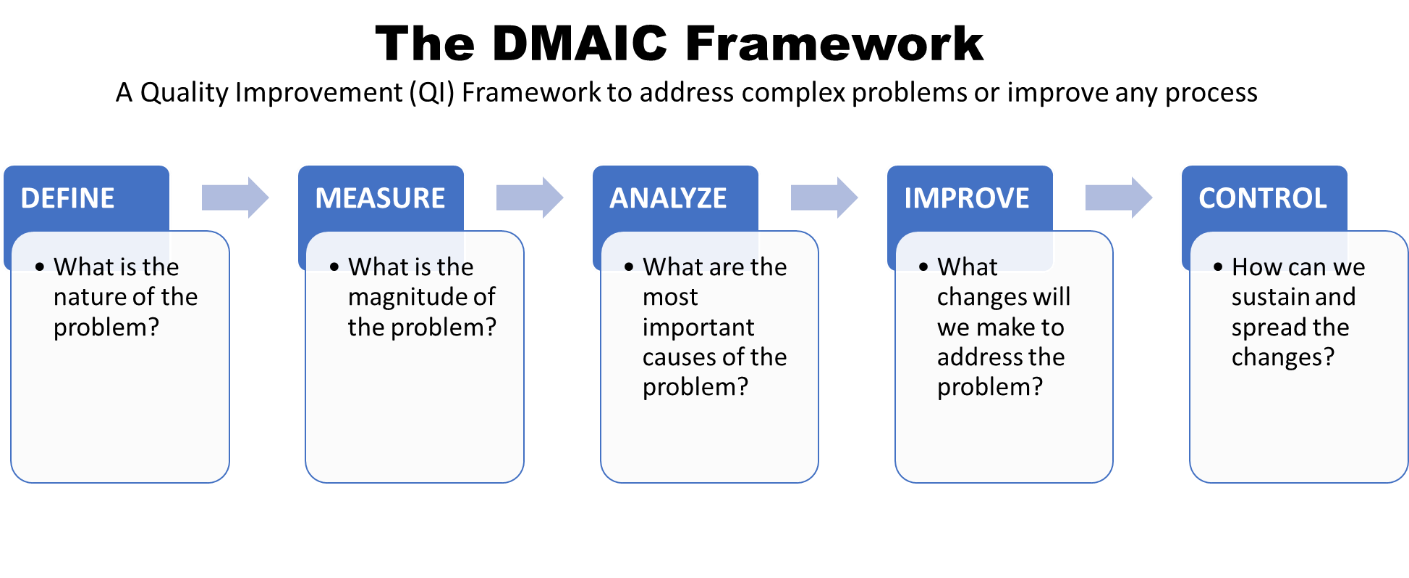 The DMAIC Framework
A Quality Improvement (QI) Framework to address complex problems or improve any process
DEFINE
• What is the
nature of the
problem?
MEASURE
• What is the
magnitude of
the problem?
ANALYZE
• What are the
most
important
causes of the
problem?
IMPROVE
• What
changes will
we make to
address the
problem?
CONTROL
• How can we
sustain and
spread the
changes?